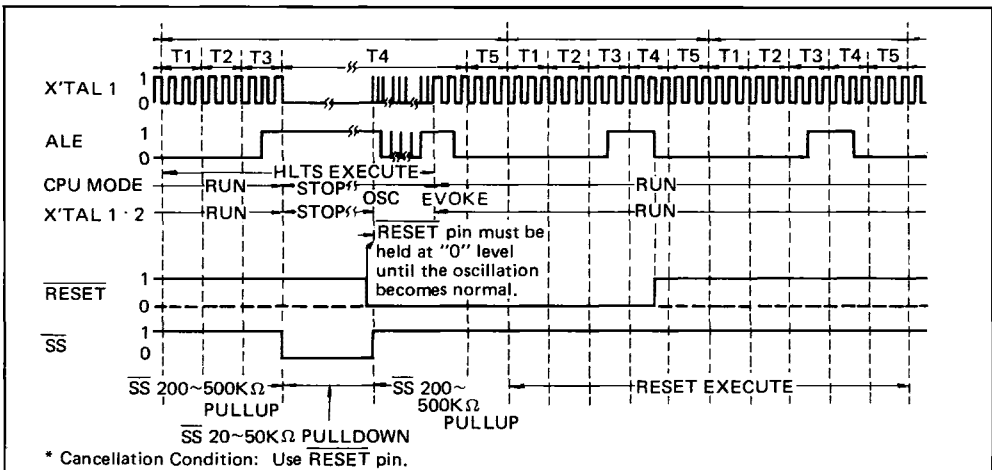 T1 T2 T3 T4 T5 T1 T2 T3 T4 T5 T1 T2 T3 T4 T5
X'TAL 1 1
0
ALE 1
0
HLTS EXECUTE
CPU MODE RUN STOP OSC EVOKE RUN
X'TAL 1·2 RUN STOP RUN
RESET pin must be
held at "0" level
until the oscillation
becomes normal.
RESET 1
0
SS 1
0
SS 200~500KΩ
PULLUP
SS 200~
500KΩ
PULLUP
RESET EXECUTE
SS 20~50KΩ PULLDOWN
* Cancellation Condition: Use RESET pin.